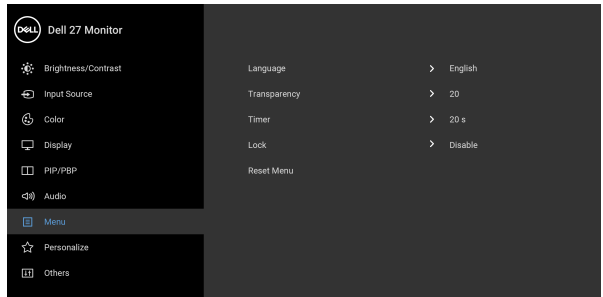 DELL Dell 27 Monitor
Brightness/Contrast
Input Source
Color
Display
PIP/PBP
Audio
Menu
Personalize
Others
Language English
Transparency 20
Timer 20 s
Lock Disable
Reset Menu